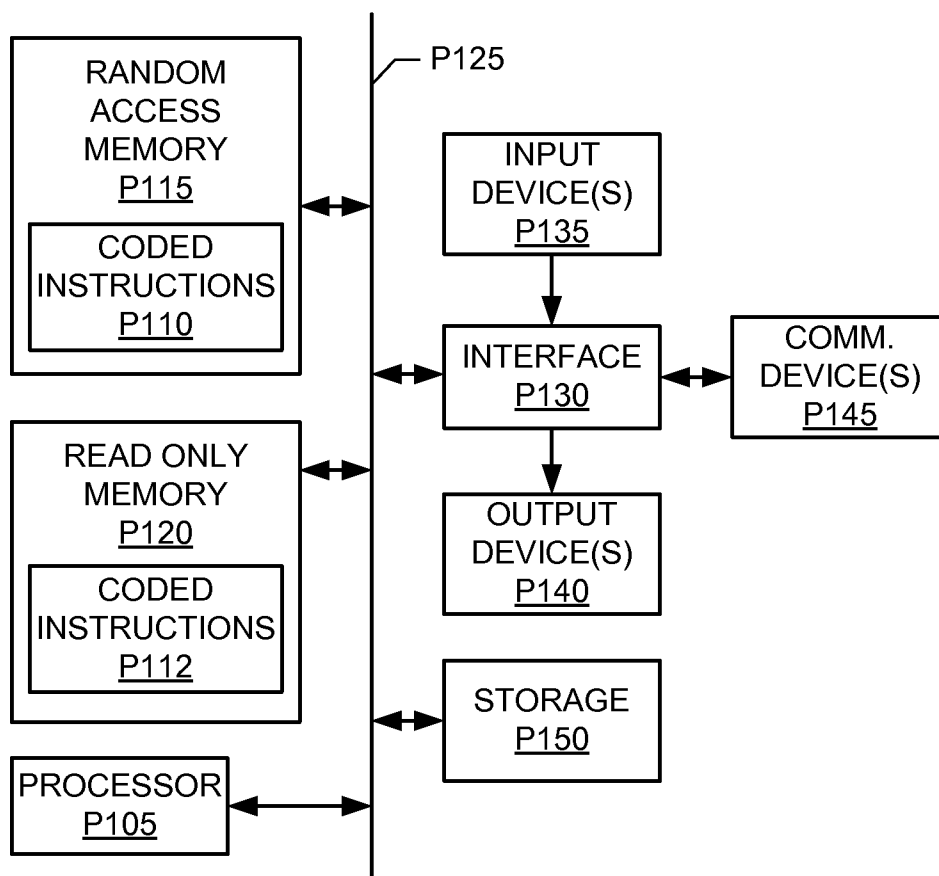 RANDOM
ACCESS
MEMORY
P115
CODED
INSTRUCTIONS
P110
READ ONLY
MEMORY
P120
CODED
INSTRUCTIONS
P112
PROCESSOR
P105
P125
INPUT
DEVICE(S)
P135
INTERFACE
P130
COMM.
DEVICE(S)
P145
OUTPUT
DEVICE(S)
P140
STORAGE
P150